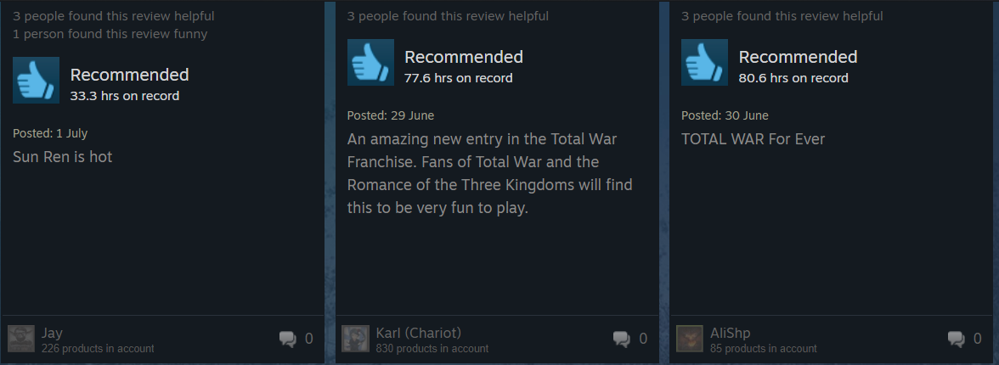 3 people found this review helpful
1 person found this review funny
Recommended
33.3 hrs on record
Posted: 1 July
Sun Ren is hot
Jay
226 products in account
0
3 people found this review helpful
Recommended
77.6 hrs on record
Posted: 29 June
An amazing new entry in the Total War
Franchise. Fans of Total War and the
Romance of the Three Kingdoms will find
this to be very fun to play.
Karl (Chariot)
830 products in account
0
3 people found this review helpful
Recommended
80.6 hrs on record
Posted: 30 June
TOTAL WAR For Ever
AliShp
85 products in account
0